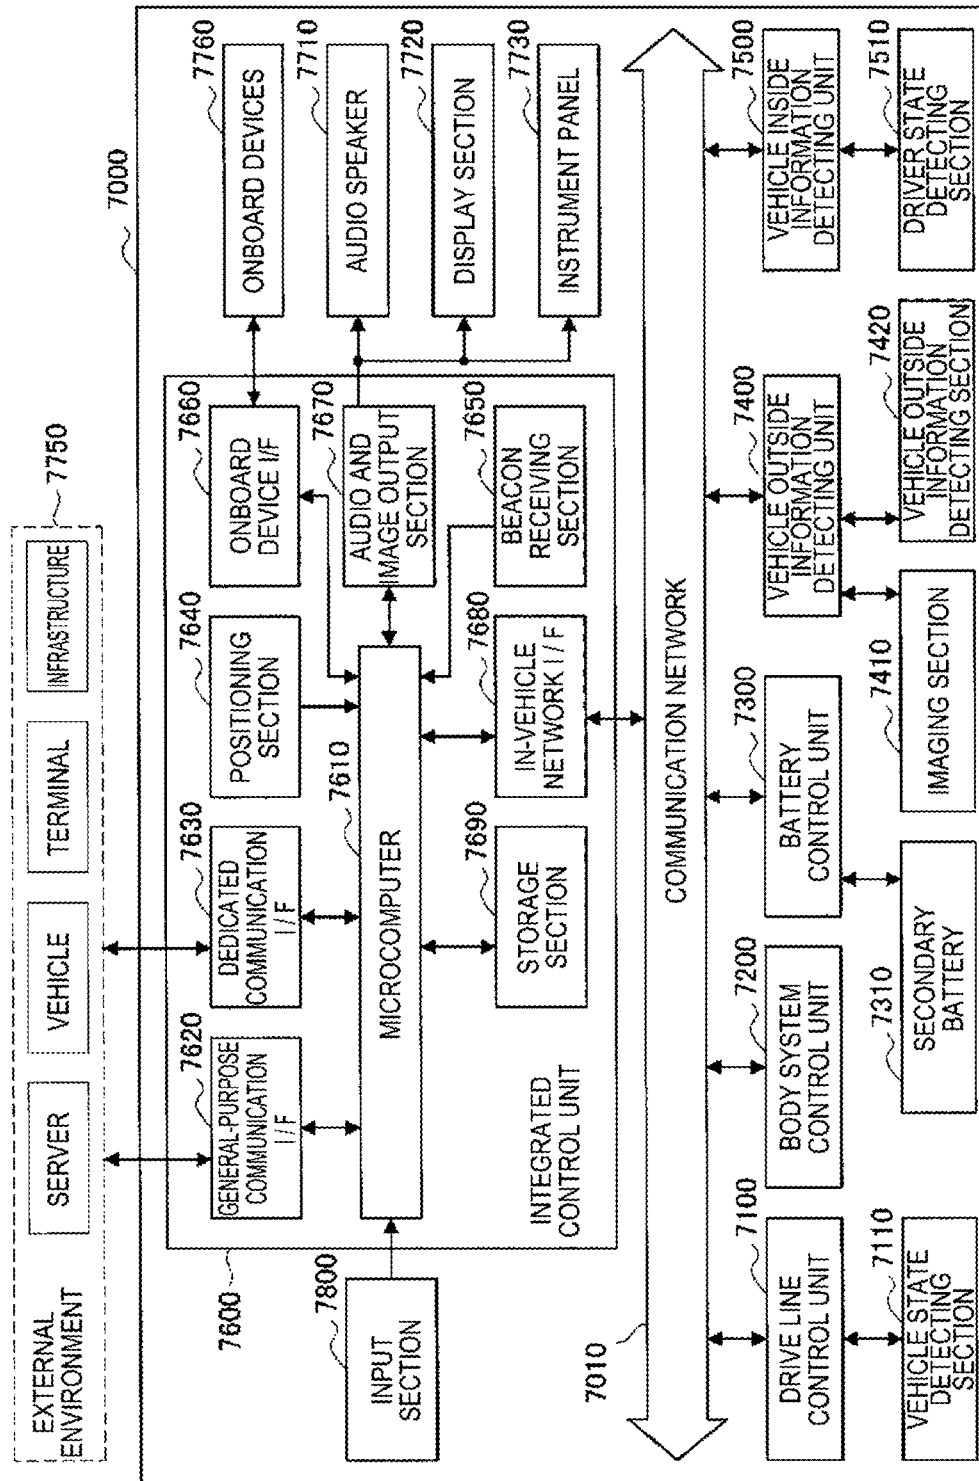 EXTERNAL
ENVIRONMENT
SERVER
VEHICLE
TERMINAL
INFRASTRUCTURE
7750
7000
7600
7620
GENERAL-PURPOSE
COMMUNICATION
I/F
7630
DEDICATED
COMMUNICATION
I/F
7640
POSITIONING
SECTION
7660
ONBOARD
DEVICE I/F
7760
ONBOARD DEVICES
7800
INPUT
SECTION
7610
MICROCOMPUTER
7670
AUDIO AND
IMAGE OUTPUT
SECTION
7710
AUDIO SPEAKER
7720
DISPLAY SECTION
INTEGRATED
CONTROL UNIT
7690
STORAGE
SECTION
7680
IN-VEHICLE
NETWORK I/F
7650
BEACON
RECEIVING
SECTION
7730
INSTRUMENT PANEL
7010
COMMUNICATION NETWORK
7100
DRIVE LINE
CONTROL UNIT
7200
BODY SYSTEM
CONTROL UNIT
7300
BATTERY
CONTROL UNIT
7400
VEHICLE OUTSIDE
INFORMATION
DETECTING UNIT
7500
VEHICLE INSIDE
INFORMATION
DETECTING UNIT
7110
VEHICLE STATE
DETECTING
SECTION
7310
SECONDARY
BATTERY
7410
IMAGING SECTION
7420
VEHICLE OUTSIDE
INFORMATION
DETECTING SECTION
7510
DRIVER STATE
DETECTING
SECTION